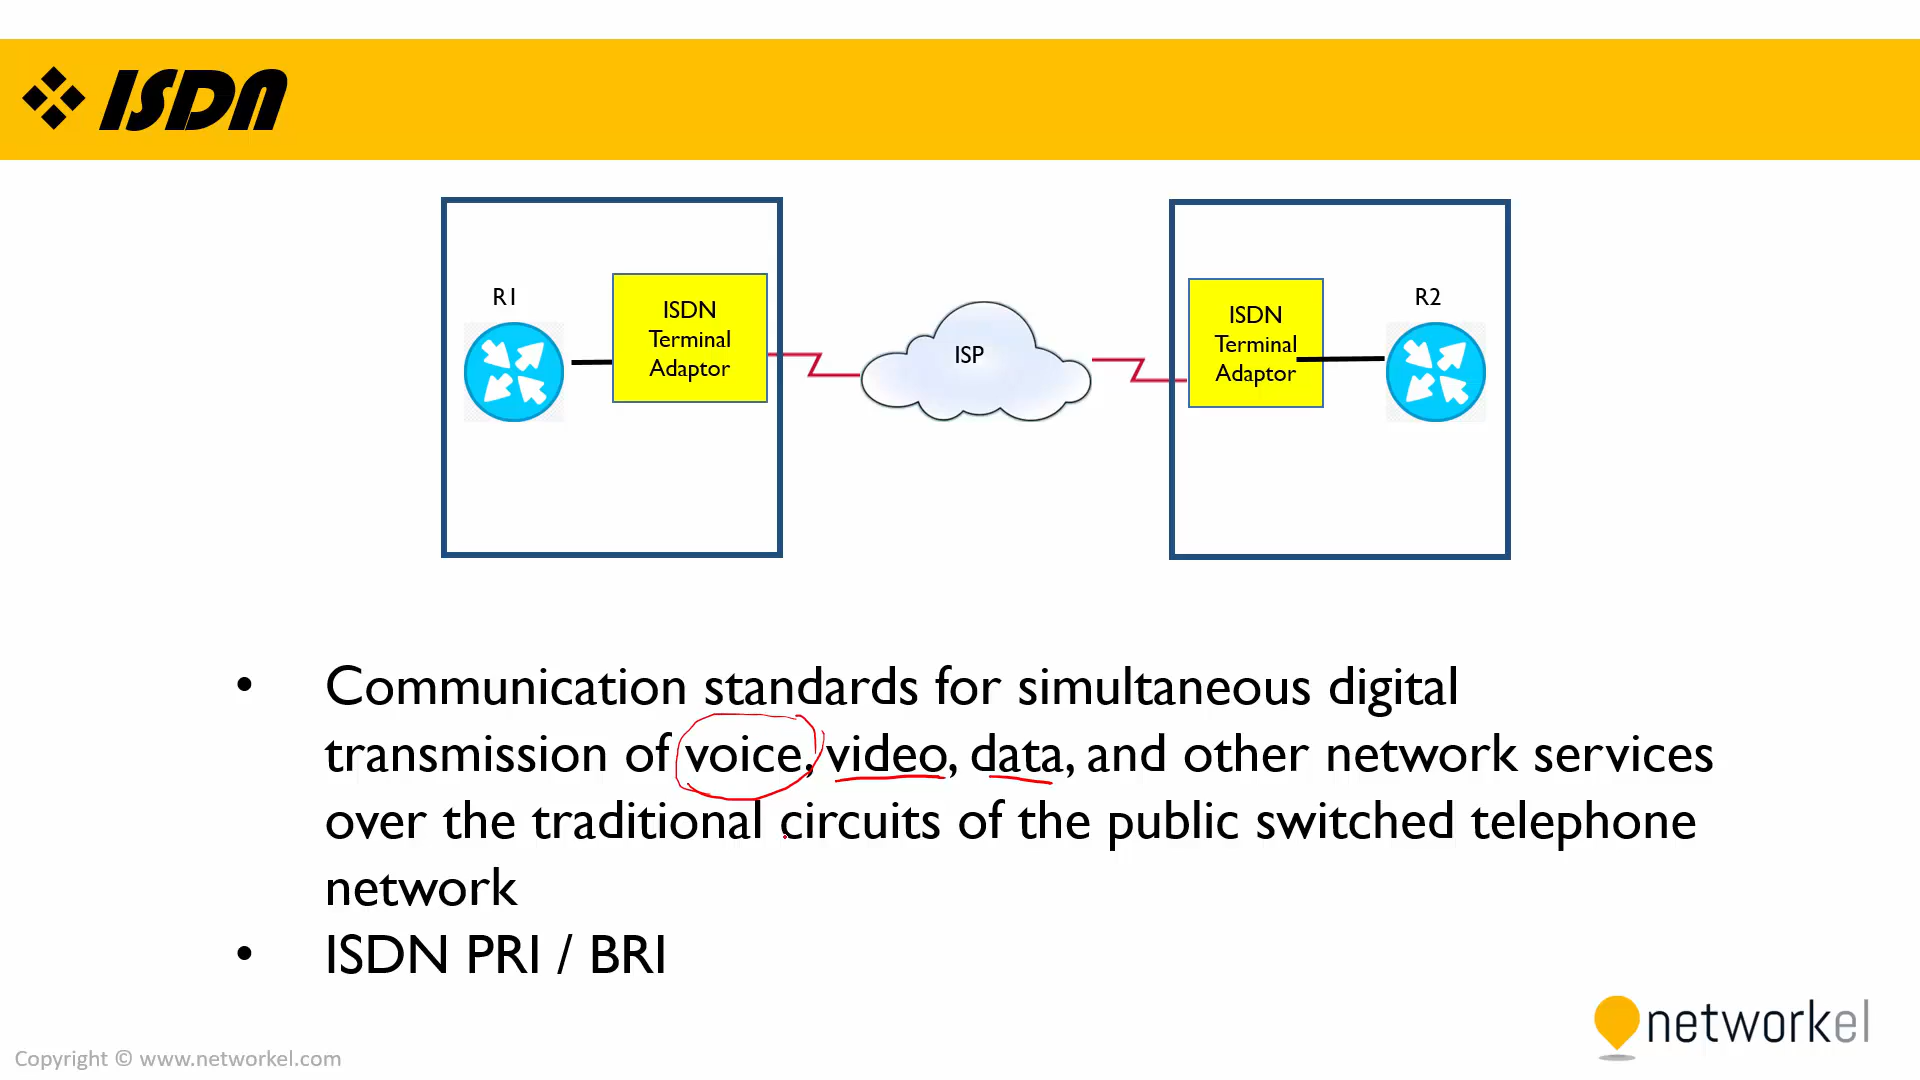 ISDN
R1
ISDN
Terminal
Adaptor
ISP
ISDN
Terminal
Adaptor
R2
• Communication standards for simultaneous digital
transmission of voice, video, data, and other network services
over the traditional circuits of the public switched telephone
network
• ISDN PRI / BRI
networkel
Copyright © www.networkel.com